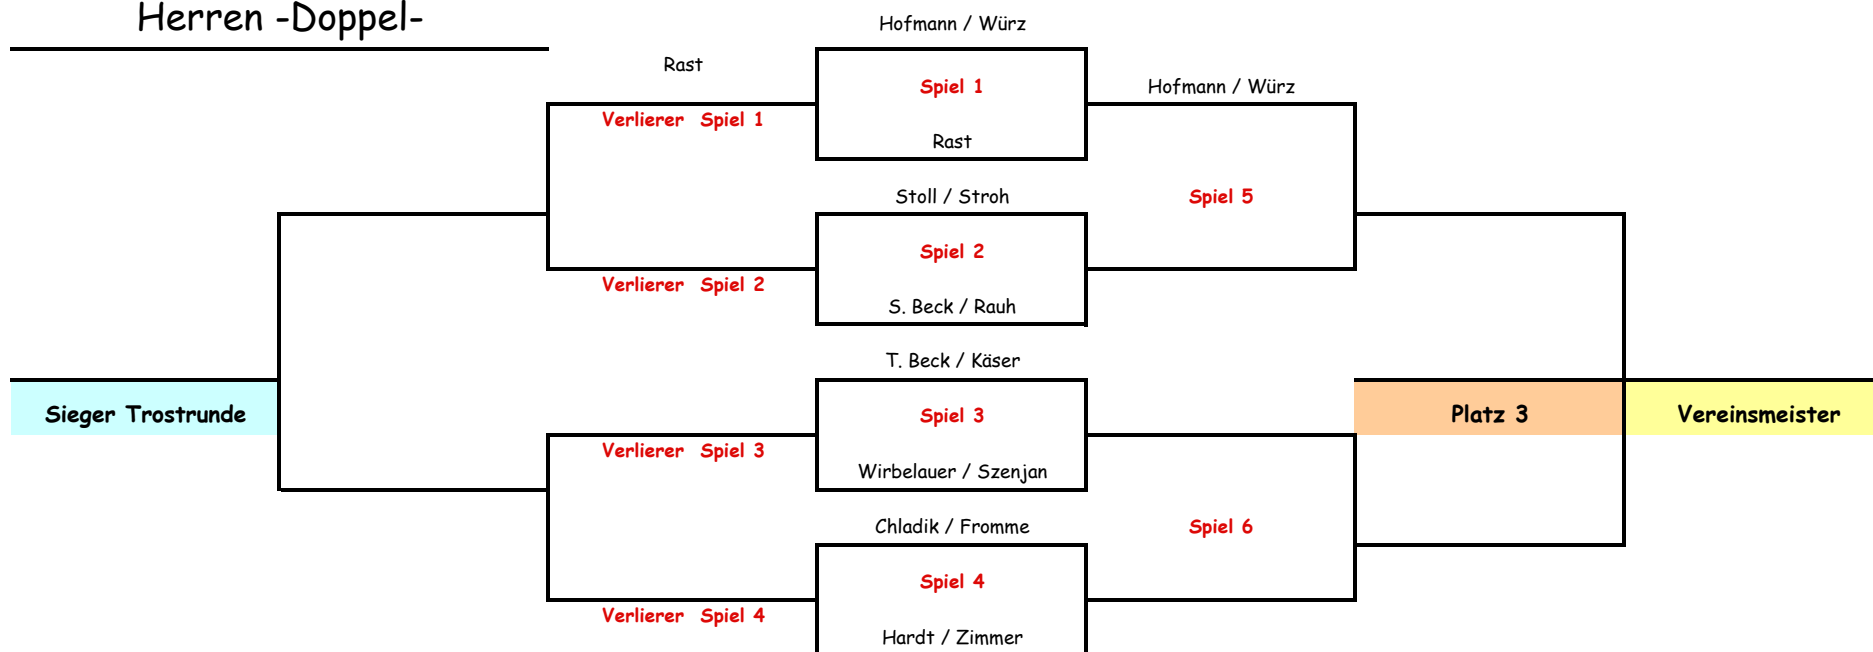 Herren -Doppel-
Hofmann / Würz
Rast
Spiel 1
Hofmann / Würz
Verlierer Spiel 1
Rast
Stoll / Stroh
Spiel 5
Spiel 2
Verlierer Spiel 2
S. Beck / Rauh
T. Beck / Käser
Sieger Trostrunde
Spiel 3
Platz 3
Vereinsmeister
Verlierer Spiel 3
Wirbelauer / Szenjan
Chladik / Fromme
Spiel 6
Spiel 4
Verlierer Spiel 4
Hardt / Zimmer